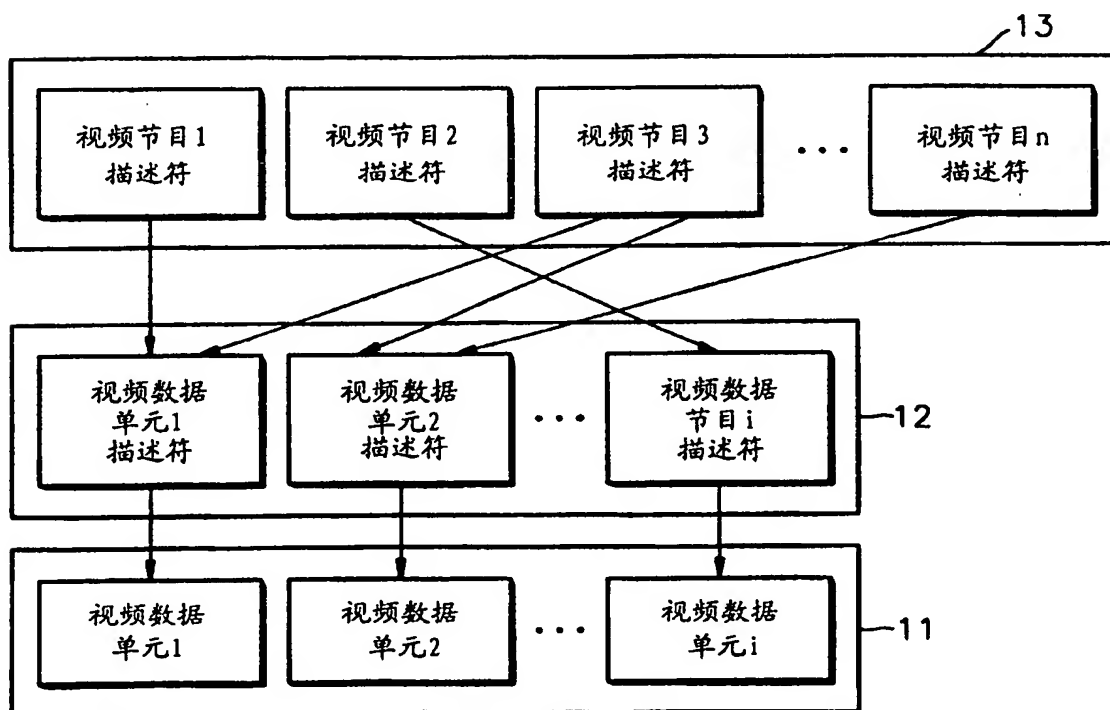 13
视频节目1
描述符
视频节目2
描述符
视频节目3
描述符
...
视频节目n
描述符
视频数据
单元1
描述符
视频数据
单元2
描述符
...
视频数据
节目i
描述符
12
视频数据
单元1
视频数据
单元2
...
视频数据
单元i
11